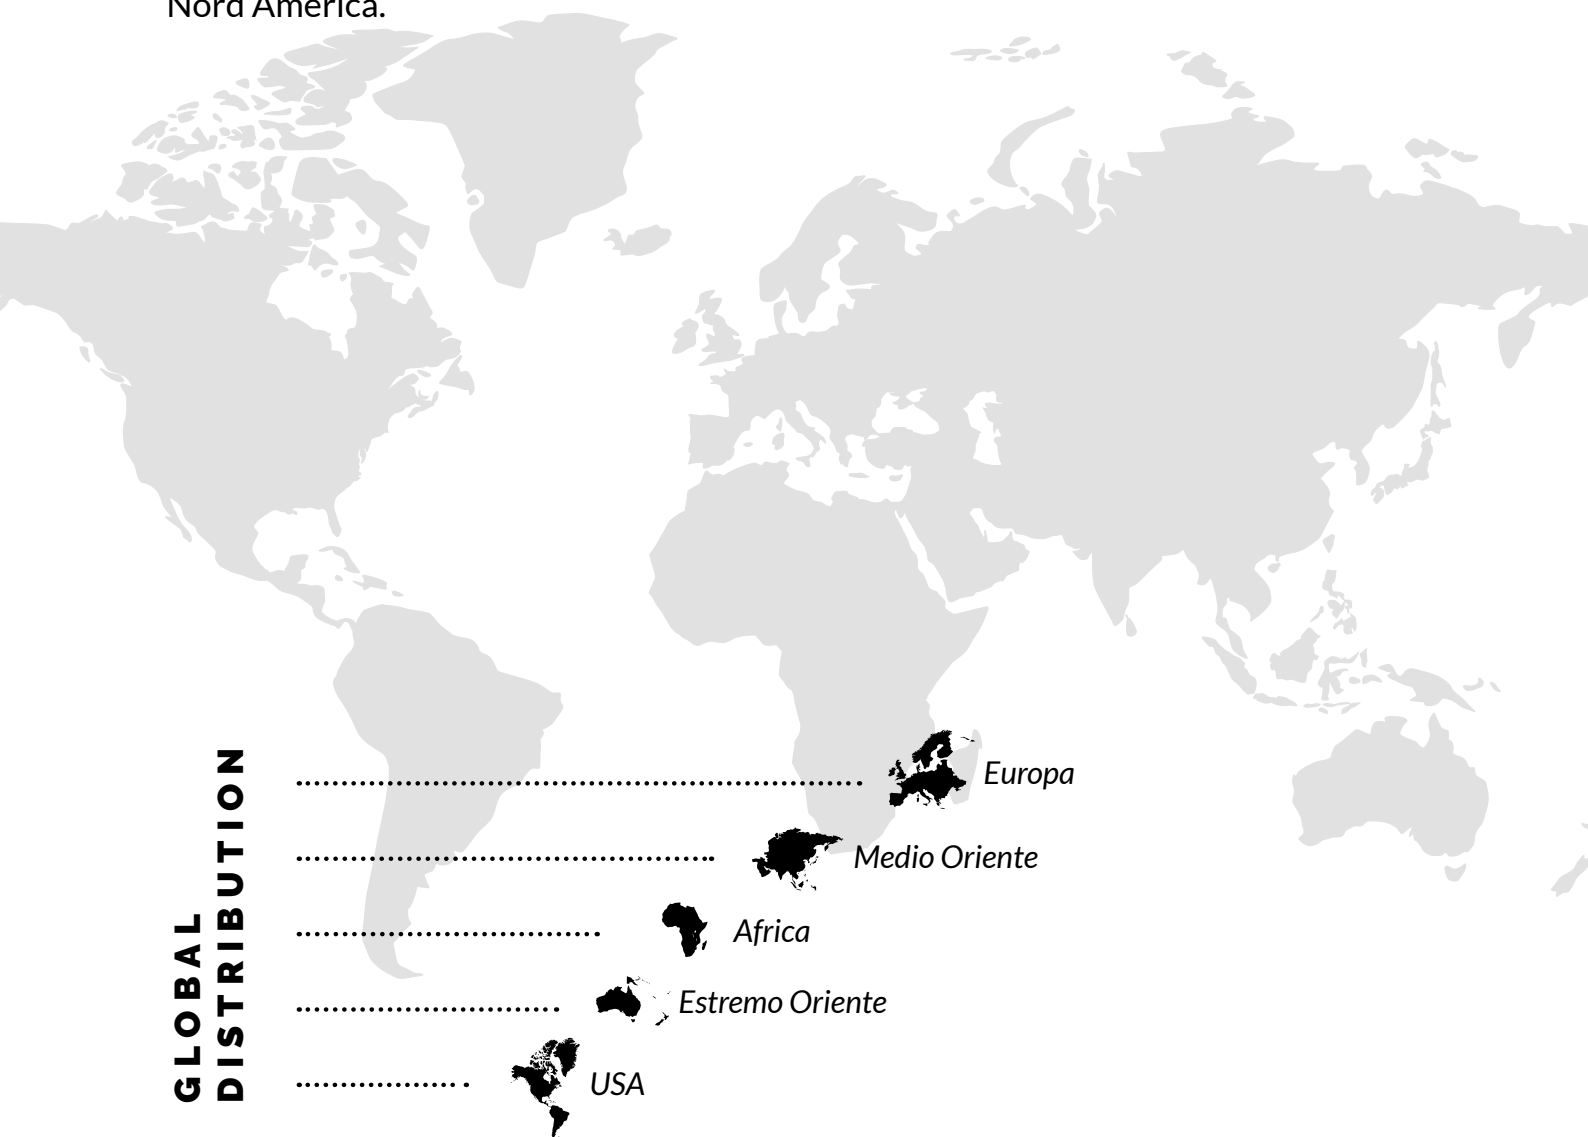 Nord America.
GLOBAL
DISTRIBUTION
Europa
Medio Oriente
Africa
Estremo Oriente
USA